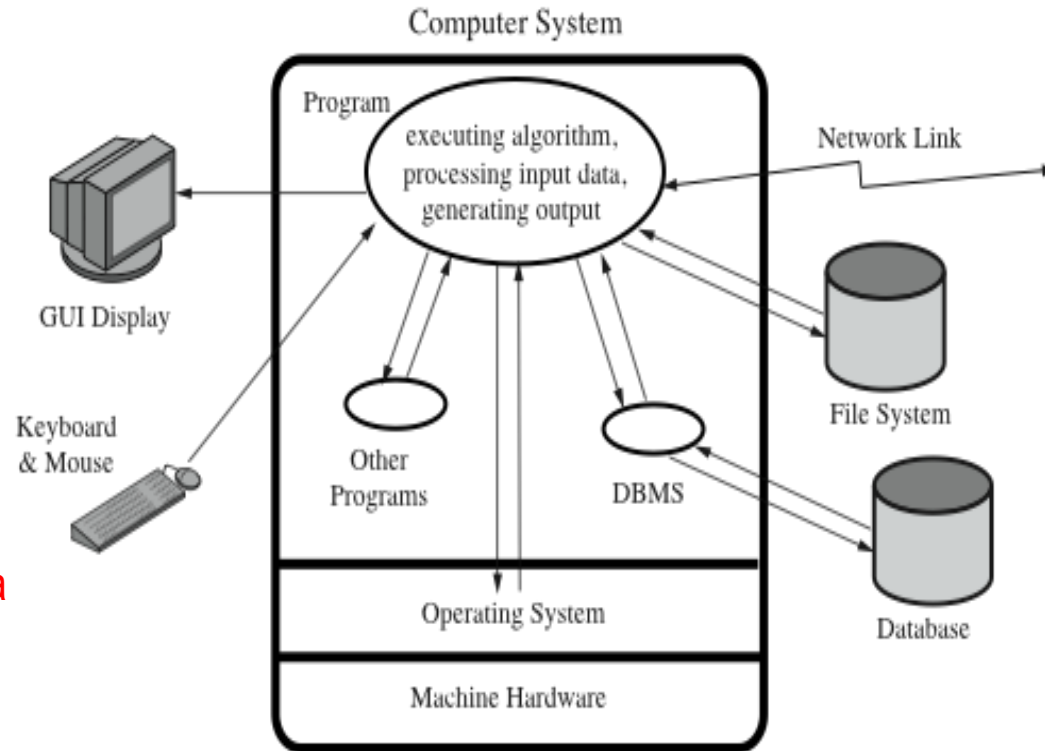 Computer System
Program
executing algorithm,
processing input data,
generating output
Network Link
GUI Display
File System
Keyboard
& Mouse
Other
Programs
DBMS
a
Operating System
Database
Machine Hardware